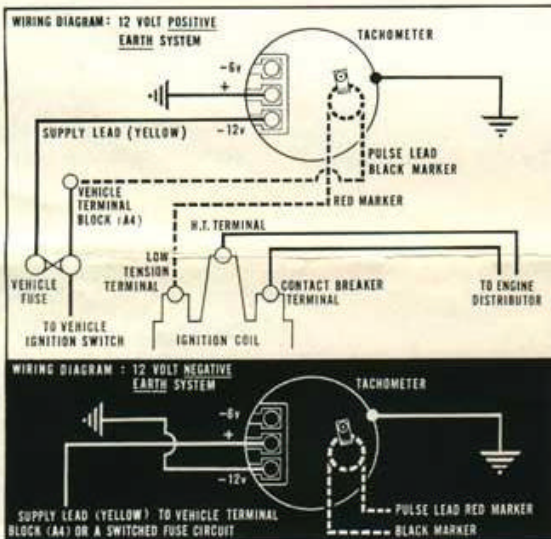 WIRING DIAGRAM: 12 VOLT POSITIVE
EARTH SYSTEM
TACHOMETER
-6v
+
-12v
SUPPLY LEAD (YELLOW)
PULSE LEAD
BLACK MARKER
RED MARKER
VEHICLE
TERMINAL
BLOCK (A4)
H.T. TERMINAL
LOW
TENSION
TERMINAL
CONTACT BREAKER
TERMINAL
TO ENGINE
DISTRIBUTOR
VEHICLE
FUSE
TO VEHICLE
IGNITION SWITCH
IGNITION COIL
WIRING DIAGRAM : 12 VOLT NEGATIVE
EARTH SYSTEM
TACHOMETER
-6v
+
-12v
SUPPLY LEAD (YELLOW) TO VEHICLE TERMINAL
BLOCK (A4) OR A SWITCHED FUSE CIRCUIT
PULSE LEAD RED MARKER
BLACK MARKER